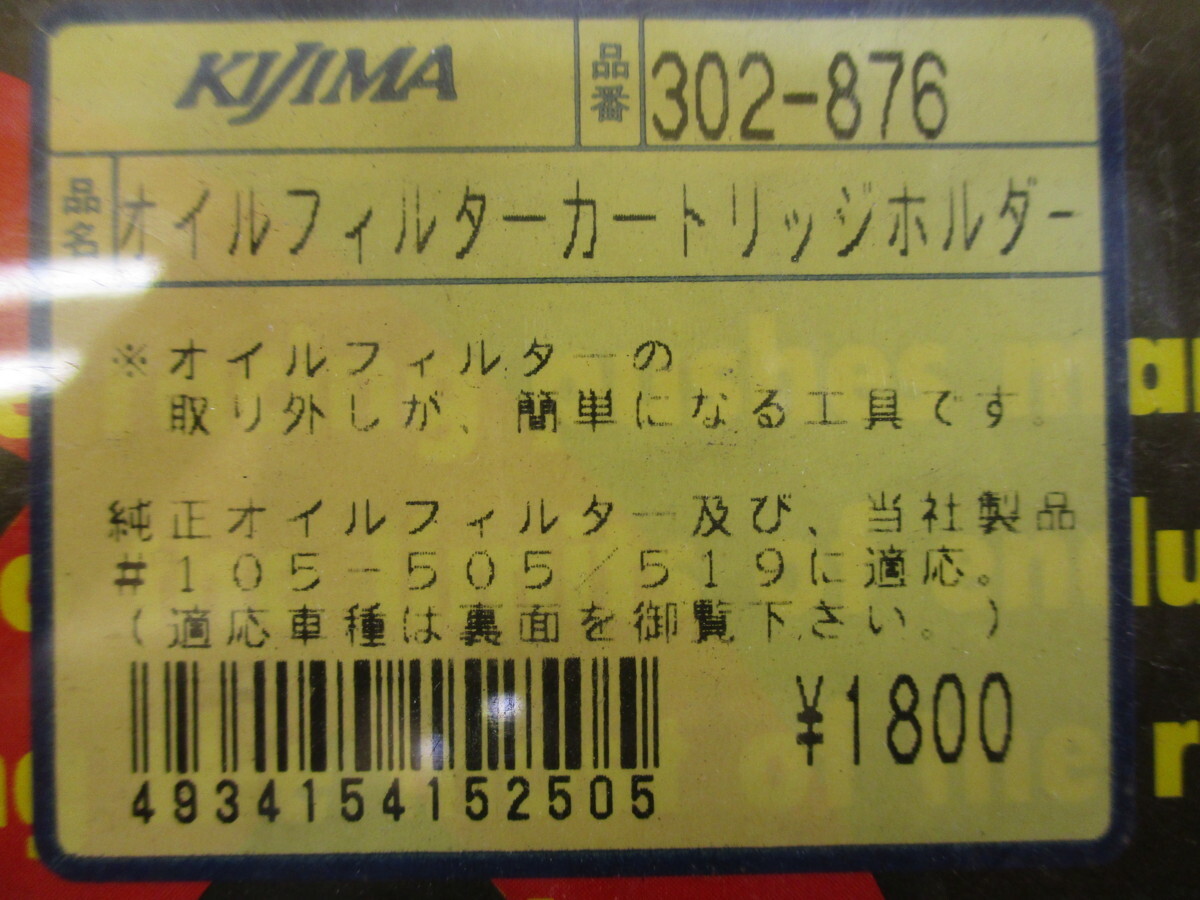 KIJIMA
品番
302-876
品名
オイルフィルターカートリッジホルダー
※オイルフィルターの
取り外しが、簡単になる工具です。
純正オイルフィルター及び、当社製品
#105-505/519に適応。
(適応車種は裏面を御覧下さい。)
¥1800
4934154152505